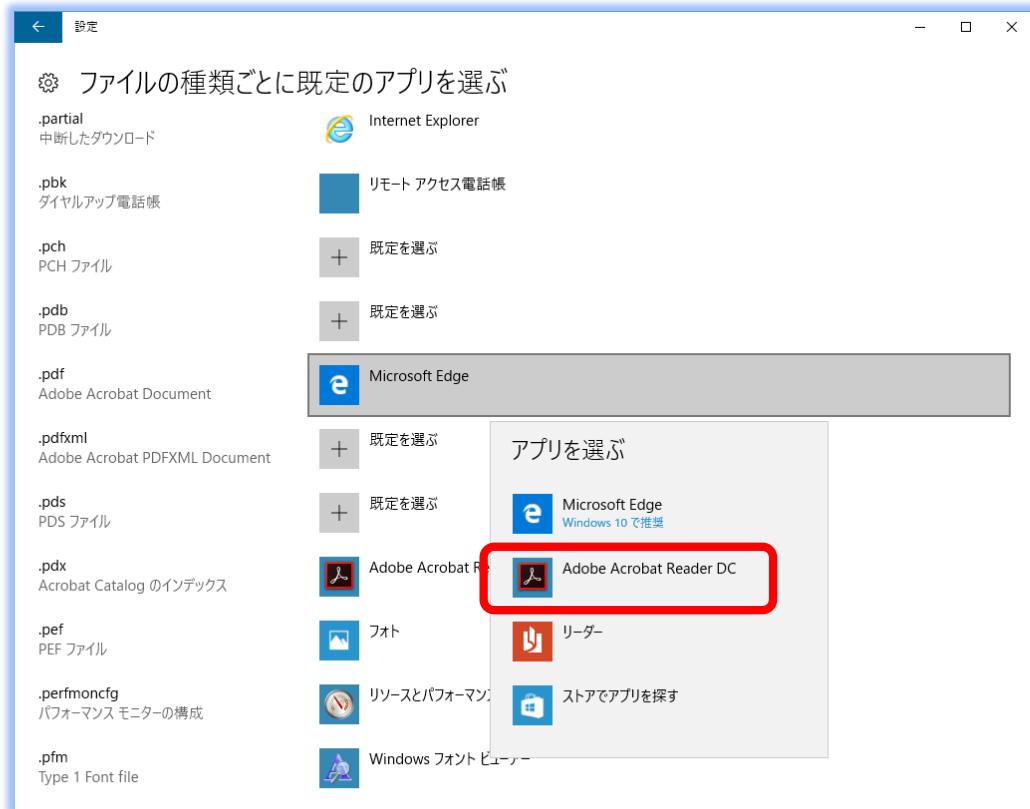 設定
ファイルの種類ごとに既定のアプリを選ぶ
.partial
中断したダウンロード
Internet Explorer
.pbk
ダイヤルアップ電話帳
リモート アクセス電話帳
.pch
PCH ファイル
既定を選ぶ
.pdb
PDB ファイル
既定を選ぶ
.pdf
Adobe Acrobat Document
Microsoft Edge
.pdfxml
Adobe Acrobat PDFXML Document
既定を選ぶ
.pds
PDS ファイル
既定を選ぶ
.pdx
Acrobat Catalog のインデックス
Adobe Acrobat Re
.pef
PEF ファイル
フォト
.perfmoncfg
パフォーマンス モニターの構成
リソースとパフォーマン
.pfm
Type 1 Font file
Windows フォント ビューアー
アプリを選ぶ
Microsoft Edge
Windows 10 で推奨
Adobe Acrobat Reader DC
リーダー
ストアでアプリを探す